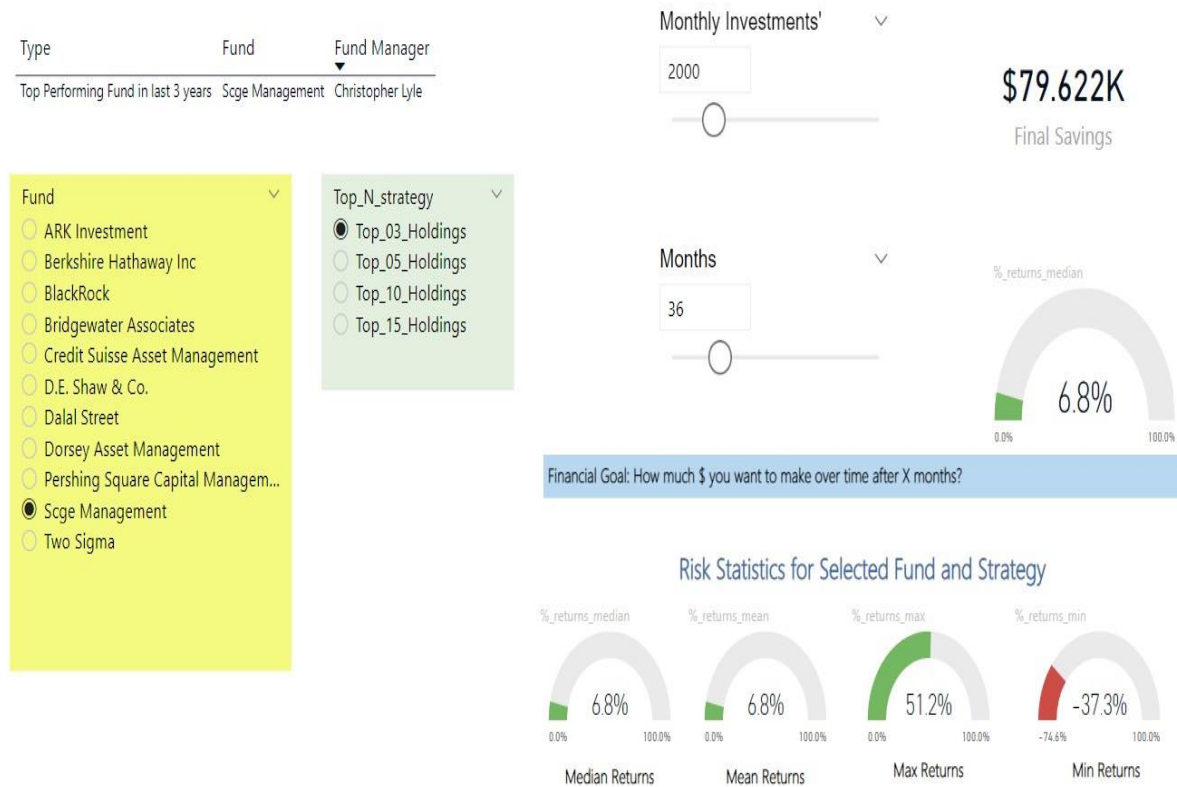 Type Fund Fund Manager
Top Performing Fund in last 3 years Scge Management Christopher Lyle
Fund
ARK Investment
Berkshire Hathaway Inc
BlackRock
Bridgewater Associates
Credit Suisse Asset Management
D.E. Shaw & Co.
Dalal Street
Dorsey Asset Management
Pershing Square Capital Managem...
Scge Management
Two Sigma
Top_N_strategy
Top_03_Holdings
Top_05_Holdings
Top_10_Holdings
Top_15_Holdings
Monthly Investments'
2000
$79.622K
Final Savings
Months
36
%_returns_median
6.8%
0.0% 100.0%
Financial Goal: How much $ you want to make over time after X months?
Risk Statistics for Selected Fund and Strategy
%_returns_median %_returns_mean %_returns_max %_returns_min
6.8% 6.8% 51.2% -37.3%
0.0% 100.0% 0.0% 100.0% 0.0% 100.0% -74.6% 100.0%
Median Returns Mean Returns Max Returns Min Returns